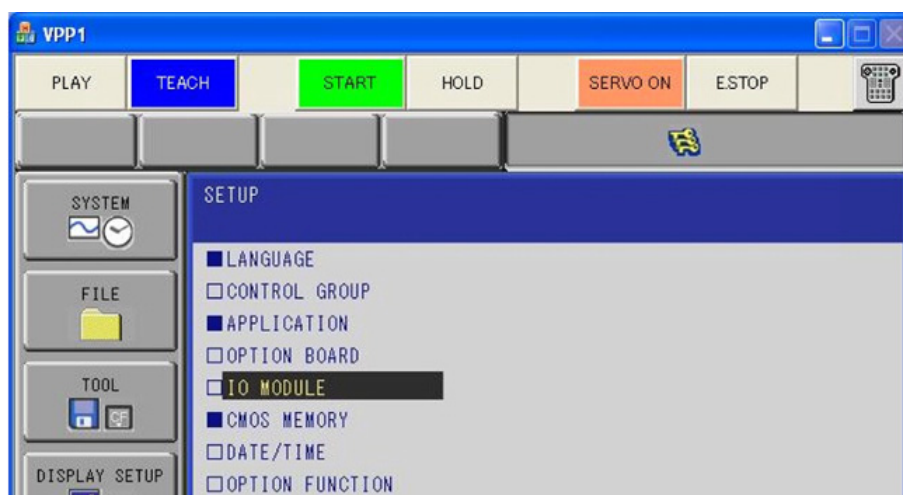 VPP1
PLAY TEACH START HOLD SERVO ON E.STOP
SYSTEM
FILE
TOOL
CF
DISPLAY SETUP
SETUP
LANGUAGE
CONTROL GROUP
APPLICATION
OPTION BOARD
IO MODULE
CMOS MEMORY
DATE/TIME
OPTION FUNCTION